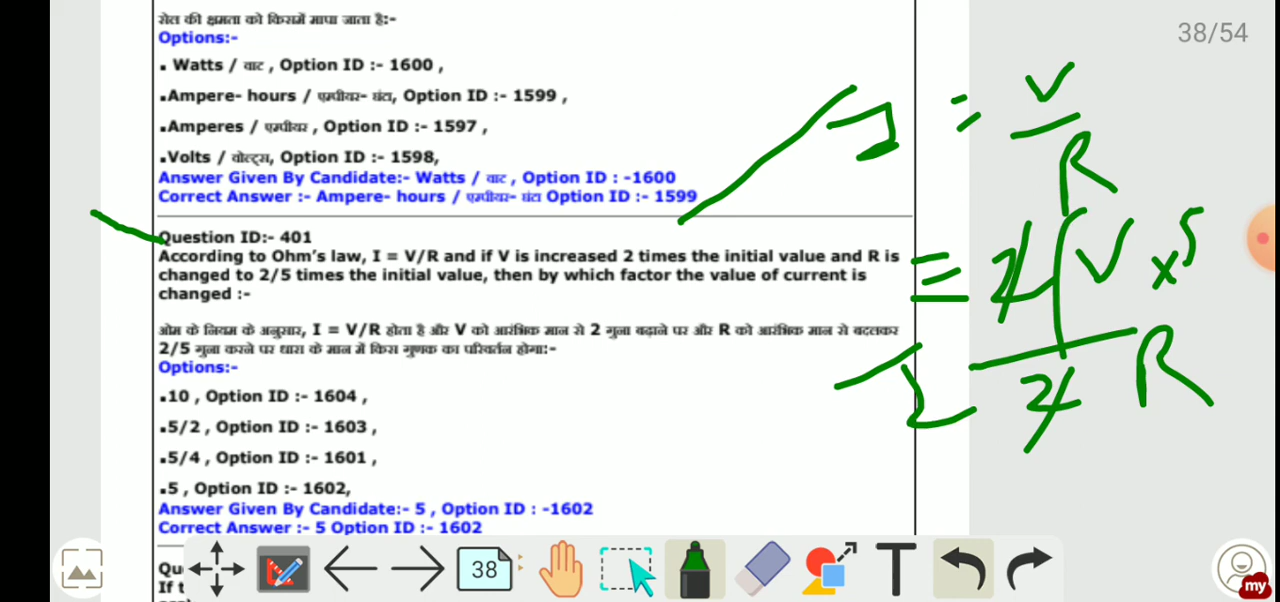 38/54
सेल की क्षमता को किसमें मापा जाता है:-
Options:-
. Watts / वाट , Option ID :- 1600 ,
.Ampere- hours / एम्पीयर- घंटा, Option ID :- 1599 ,
.Amperes / एम्पीयर , Option ID :- 1597 ,
.Volts / वोल्ट्स, Option ID :- 1598,
Answer Given By Candidate:- Watts / वाट , Option ID : -1600
Correct Answer :- Ampere- hours / एम्पीयर- घंटा Option ID :- 1599
Question ID:- 401
According to Ohm's law, I = V/R and if V is increased 2 times the initial value and R is
changed to 2/5 times the initial value, then by which factor the value of current is
changed :-
ओम के नियम के अनुसार, I = V/R होता है और V को आरंभिक मान से 2 गुना बढ़ाने पर और R को आरंभिक मान से बदलकर
2/5 गुना करने पर धारा के मान में किस गुणक का परिवर्तन होगा:-
Options:-
.10 , Option ID :- 1604 ,
.5/2 , Option ID :- 1603 ,
.5/4 , Option ID :- 1601 ,
.5 , Option ID :- 1602,
Answer Given By Candidate:- 5 , Option ID : -1602
Correct Answer :- 5 Option ID :- 1602
I = V
R
= 2 V x 5
2 R
Qu
If t
38
T
my